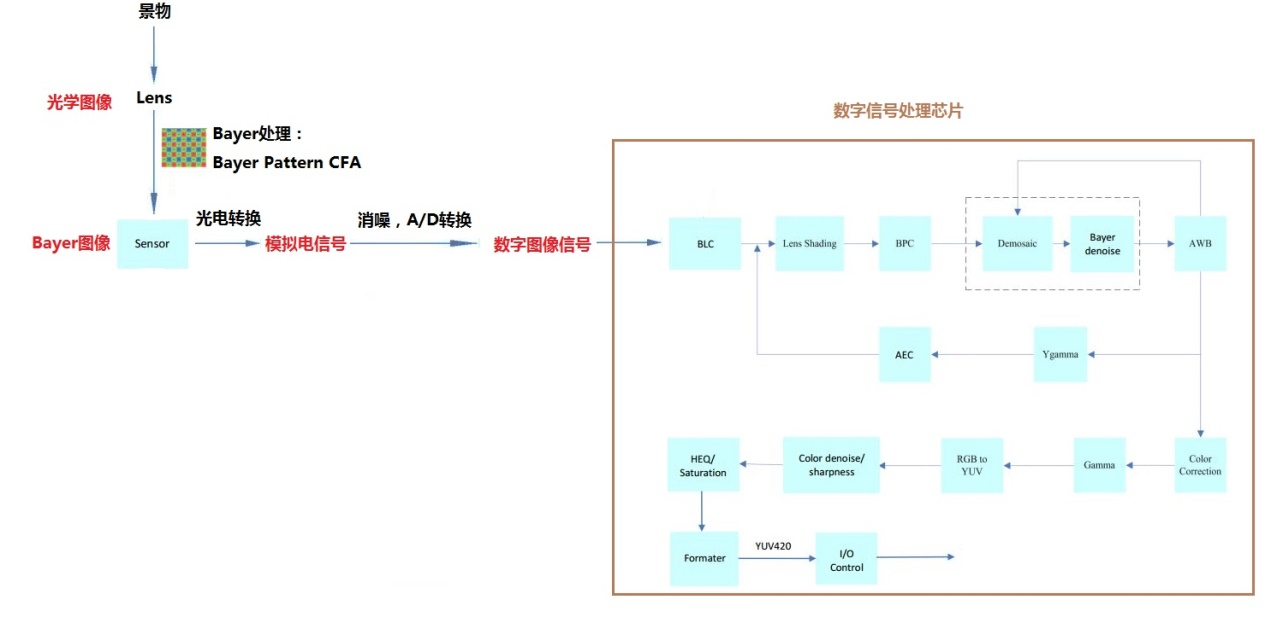 景物
光学图像
Lens
Bayer处理：
Bayer Pattern CFA
数字信号处理芯片
Bayer图像
Sensor
光电转换
模拟电信号
消噪，A/D转换
数字图像信号
BLC
Lens Shading
BPC
Demosaic
Bayer
denoise
AWB
AEC
Ygamma
HEQ/
Saturation
Color denoise/
sharpness
RGB to
YUV
Gamma
Color
Correction
Formater
YUV420
I/O
Control